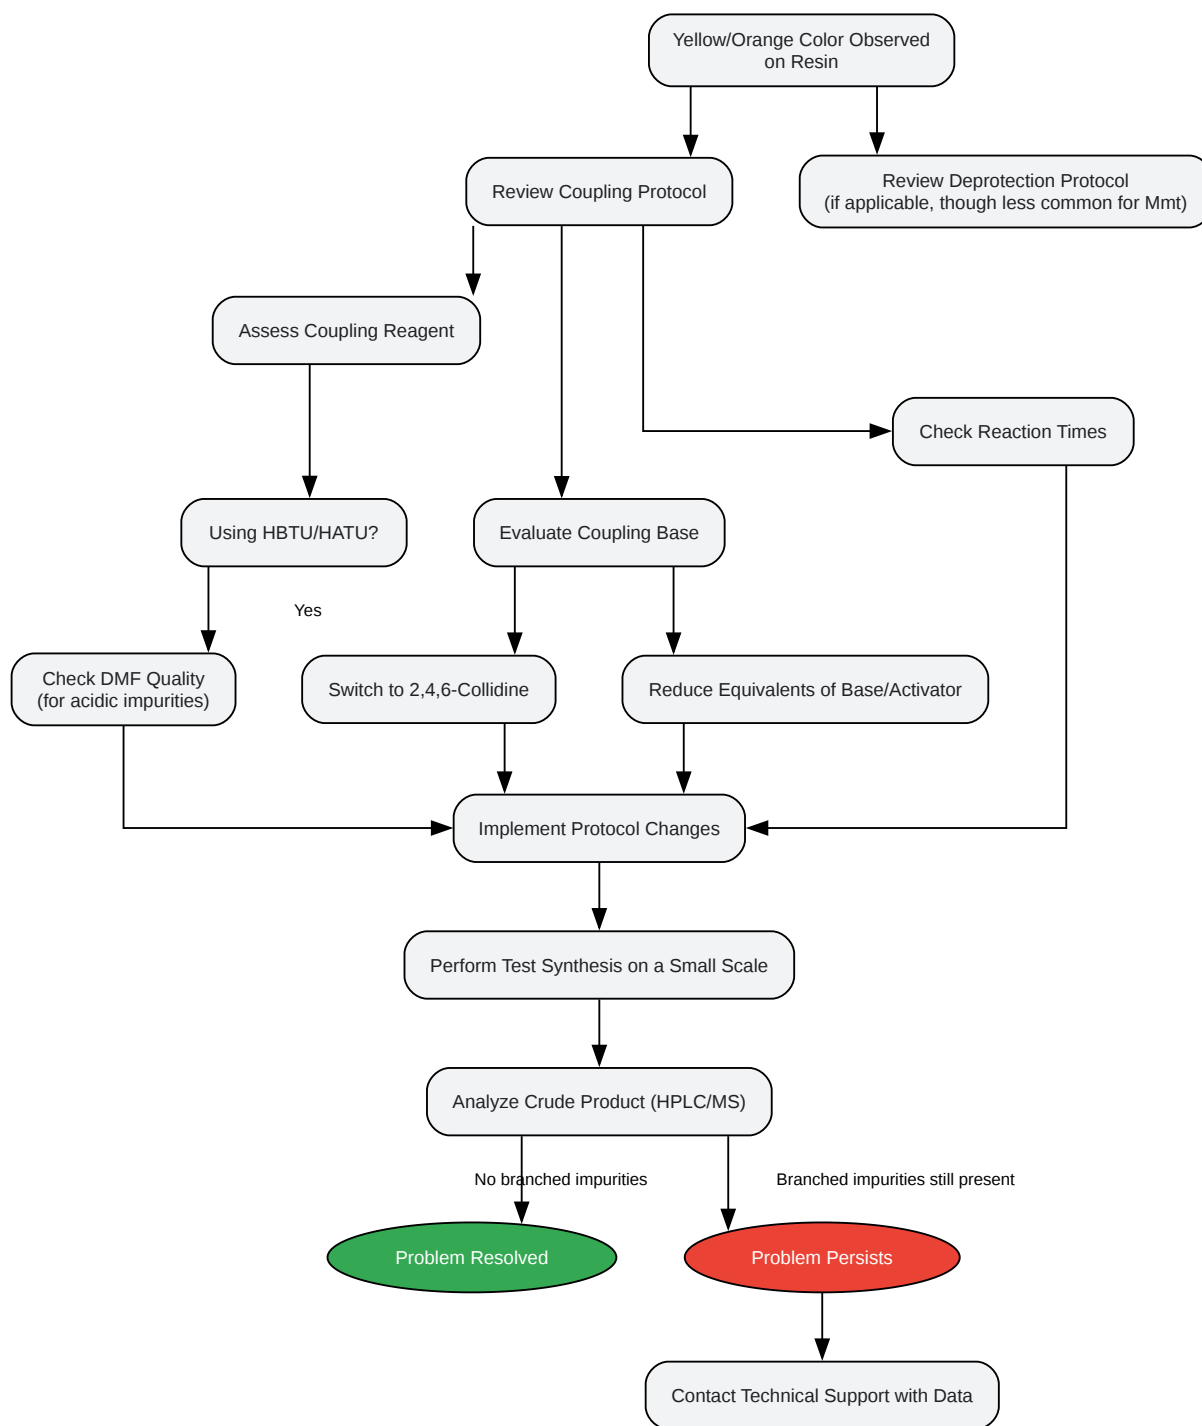 Yellow/Orange Color Observed
on Resin
Review Coupling Protocol
Review Deprotection Protocol
(if applicable, though less common for Mmt)
Assess Coupling Reagent
Check Reaction Times
Using HBTU/HATU?
Evaluate Coupling Base
Yes
Check DMF Quality
(for acidic impurities)
Switch to 2,4,6-Collidine
Reduce Equivalents of Base/Activator
Implement Protocol Changes
Perform Test Synthesis on a Small Scale
Analyze Crude Product (HPLC/MS)
No branched impurities
Branched impurities still present
Problem Resolved
Problem Persists
Contact Technical Support with Data